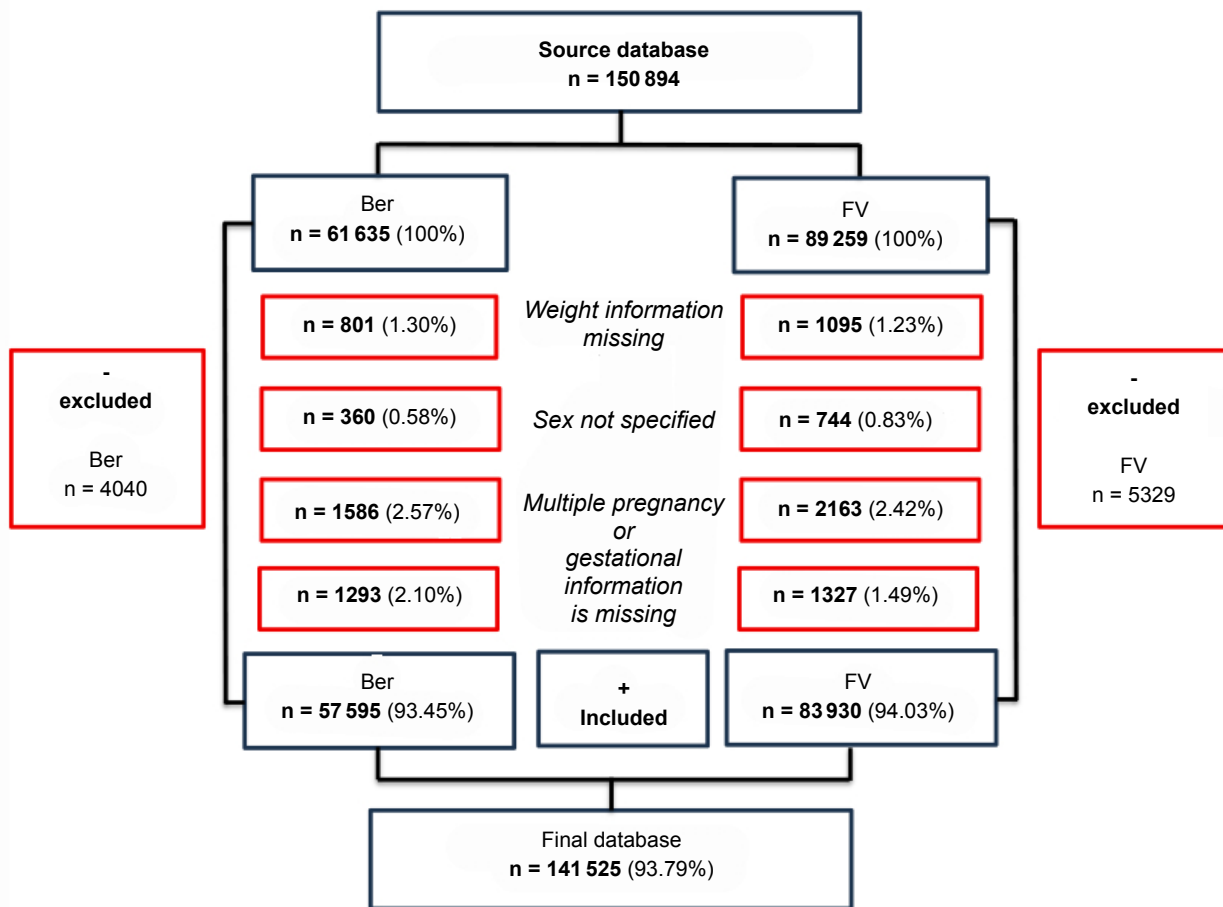 Source database
n = 150 894
Ber
n = 61 635 (100%)
FV
n = 89 259 (100%)
n = 801 (1.30%)
Weight information
missing
n = 1095 (1.23%)
-
excluded
Ber
n = 4040
n = 360 (0.58%)
Sex not specified
n = 744 (0.83%)
-
excluded
FV
n = 5329
n = 1586 (2.57%)
Multiple pregnancy
or
gestational
information
is missing
n = 2163 (2.42%)
n = 1293 (2.10%)
n = 1327 (1.49%)
Ber
n = 57 595 (93.45%)
+
Included
FV
n = 83 930 (94.03%)
Final database
n = 141 525 (93.79%)